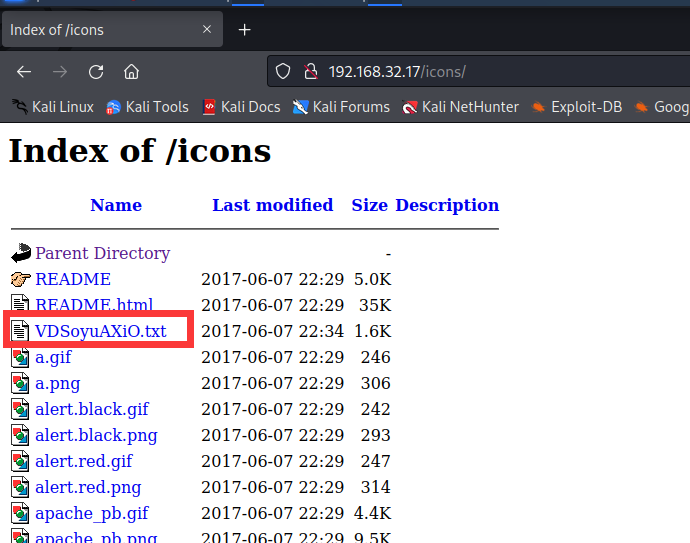 Index of /icons
192.168.32.17/icons/
Kali Linux Kali Tools Kali Docs Kali Forums Kali NetHunter Exploit-DB Goog
Index of /icons
Name Last modified Size Description
Parent Directory -
README 2017-06-07 22:29 5.0K
README.html 2017-06-07 22:29 35K
VDSoyuAXiO.txt 2017-06-07 22:34 1.6K
a.gif 2017-06-07 22:29 246
a.png 2017-06-07 22:29 306
alert.black.gif 2017-06-07 22:29 242
alert.black.png 2017-06-07 22:29 293
alert.red.gif 2017-06-07 22:29 247
alert.red.png 2017-06-07 22:29 314
apache_pb.gif 2017-06-07 22:29 4.4K
apache_pb.png 2017-06-07 22:29 9.5K